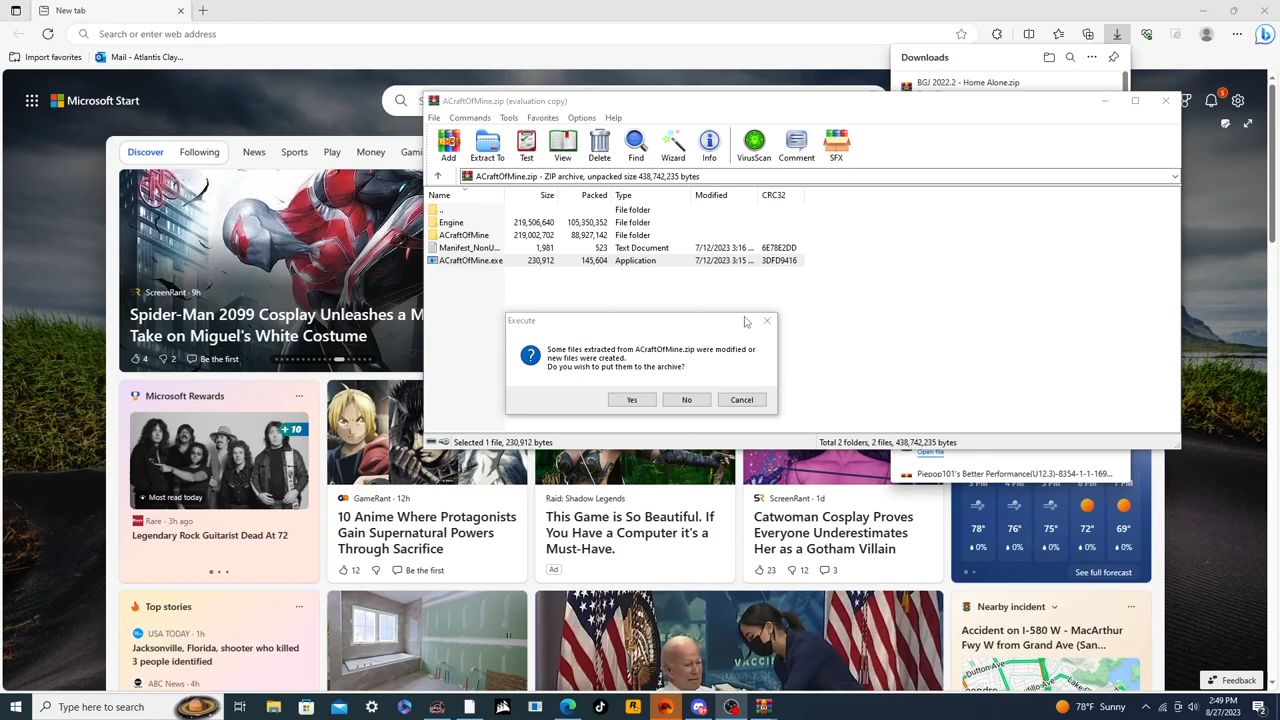 New tab
Search or enter web address
Import favorites
Mail - Atlantis Clay...
Downloads
BGJ 2022.2 - Home Alone.zip
Microsoft Start
5
ACraftOfMine.zip (evaluation copy)
File Commands Tools Favorites Options Help
Add Extract To Test View Delete Find Wizard Info VirusScan Comment SFX
ACraftOfMine.zip - ZIP archive, unpacked size 438,742,235 bytes
Name Size Packed Type Modified CRC32
.. File folder
Engine 219,506,640 105,350,352 File folder
ACraftOfMine 219,002,702 88,927,142 File folder
Manifest_NonU... 1,981 523 Text Document 7/12/2023 3:16 ... 6E78E2DD
ACraftOfMine.exe 230,912 145,604 Application 7/12/2023 3:15 ... 3DFD9416
Execute
Some files extracted from ACraftOfMine.zip were modified or
new files were created.
Do you wish to put them to the archive?
Yes No Cancel
Selected 1 file, 230,912 bytes
Total 2 folders, 2 files, 438,742,235 bytes
Open file
Piepop101's Better Performance(U12.3)-8354-1-1-169...
Discover Following News Sports Play Money Gami
ScreenRant · 9h
Spider-Man 2099 Cosplay Unleashes a M
Take on Miguel's White Costume
4 2 Be the first
Microsoft Rewards
+10
Most read today
Rare · 3h ago
Legendary Rock Guitarist Dead At 72
GameRant · 12h
10 Anime Where Protagonists
Gain Supernatural Powers
Through Sacrifice
12 Be the first
Raid: Shadow Legends
This Game is So Beautiful. If
You Have a Computer it's a
Must-Have.
Ad
ScreenRant · 1d
Catwoman Cosplay Proves
Everyone Underestimates
Her as a Gotham Villain
23 12 3
78° 76° 75° 72° 69°
0% 0% 0% 0% 0%
See full forecast
Top stories
USA TODAY · 1h
Jacksonville, Florida, shooter who killed
3 people identified
ABC News · 4h
VACCI
Nearby incident
Accident on I-580 W - MacArthur
Fwy W from Grand Ave (San...
Feedback
Type here to search
78°F Sunny
2:49 PM
8/27/2023
2